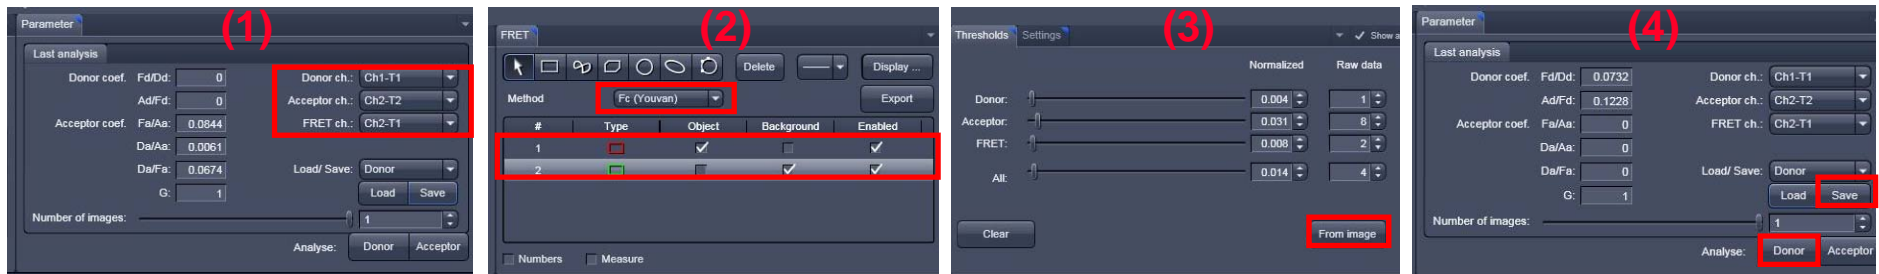 (1)
Parameter
Last analysis
Donor coef. Fd/Dd: 0 Donor ch.: Ch1-T1
Ad/Fd: 0 Acceptor ch.: Ch2-T2
Acceptor coef. Fa/Aa: 0.0844 FRET ch.: Ch2-T1
Da/Aa: 0.0061
Da/Fa: 0.0674 Load/ Save: Donor
G: 1 Load Save
Number of images: 1
Analyse: Donor Acceptor
(2)
FRET
Delete Display ...
Method Fc (Youvan) Export
# Type Object Background Enabled
1
2
Numbers Measure
(3)
Thresholds Settings Show a
Normalized Raw data
Donor: 0.004 1
Acceptor: 0.031 8
FRET: 0.008 2
All: 0.014 4
Clear From image
(4)
Parameter
Last analysis
Donor coef. Fd/Dd: 0.0732 Donor ch.: Ch1-T1
Ad/Fd: 0.1228 Acceptor ch.: Ch2-T2
Acceptor coef. Fa/Aa: 0 FRET ch.: Ch2-T1
Da/Aa: 0
Da/Fa: 0 Load/ Save: Donor
G: 1 Load Save
Number of images: 1
Analyse: Donor Acceptor